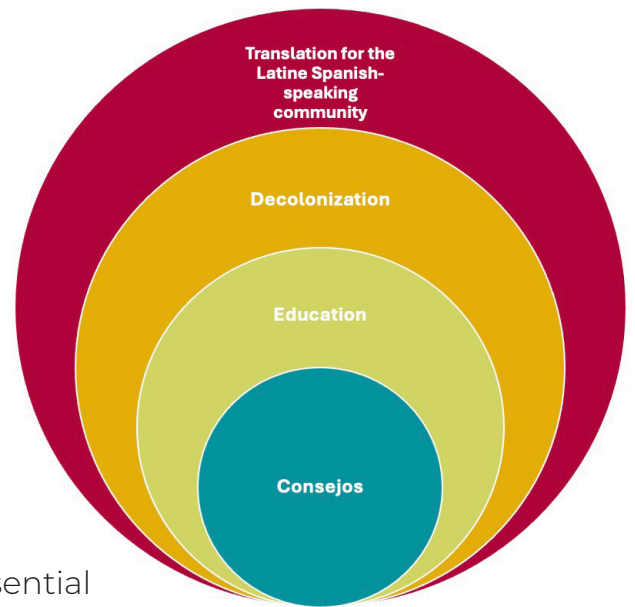 Translation for the
Latine Spanish-
speaking
community
Decolonization
Education
Consejos